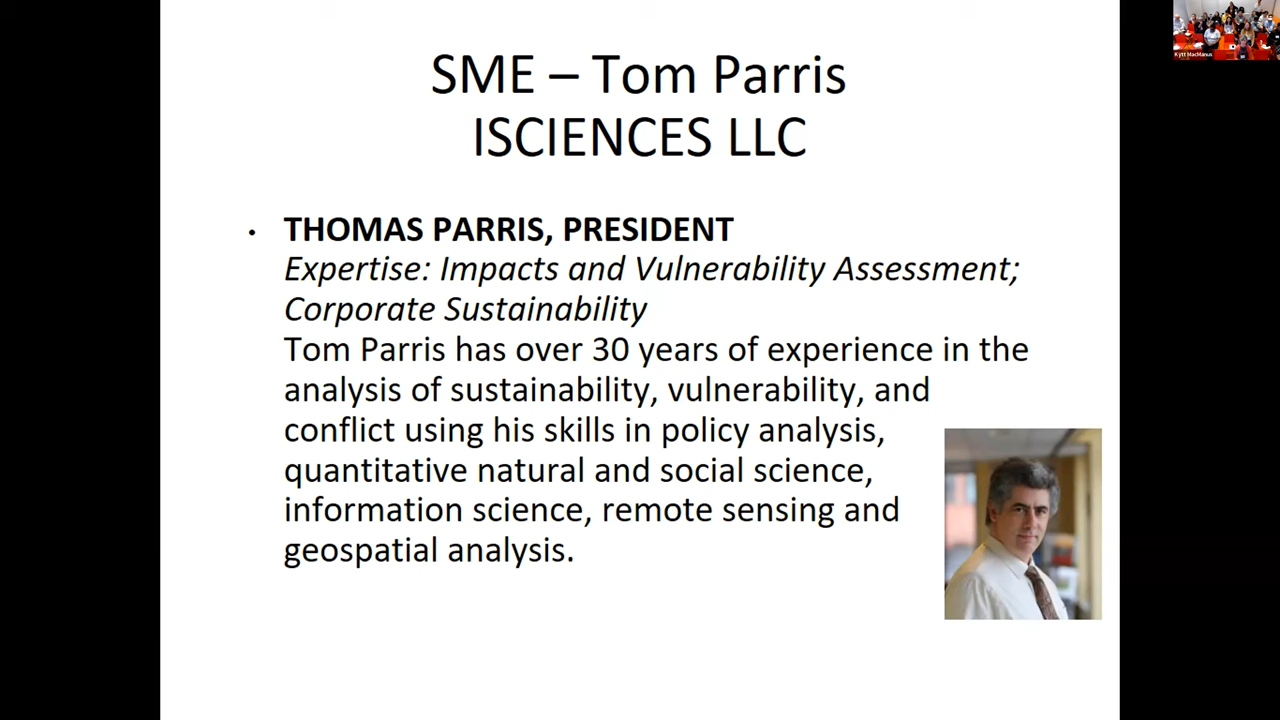 SME – Tom Parris
ISCIENCES LLC
• THOMAS PARRIS, PRESIDENT
Expertise: Impacts and Vulnerability Assessment;
Corporate Sustainability
Tom Parris has over 30 years of experience in the
analysis of sustainability, vulnerability, and
conflict using his skills in policy analysis,
quantitative natural and social science,
information science, remote sensing and
geospatial analysis.
Kytt MacManus